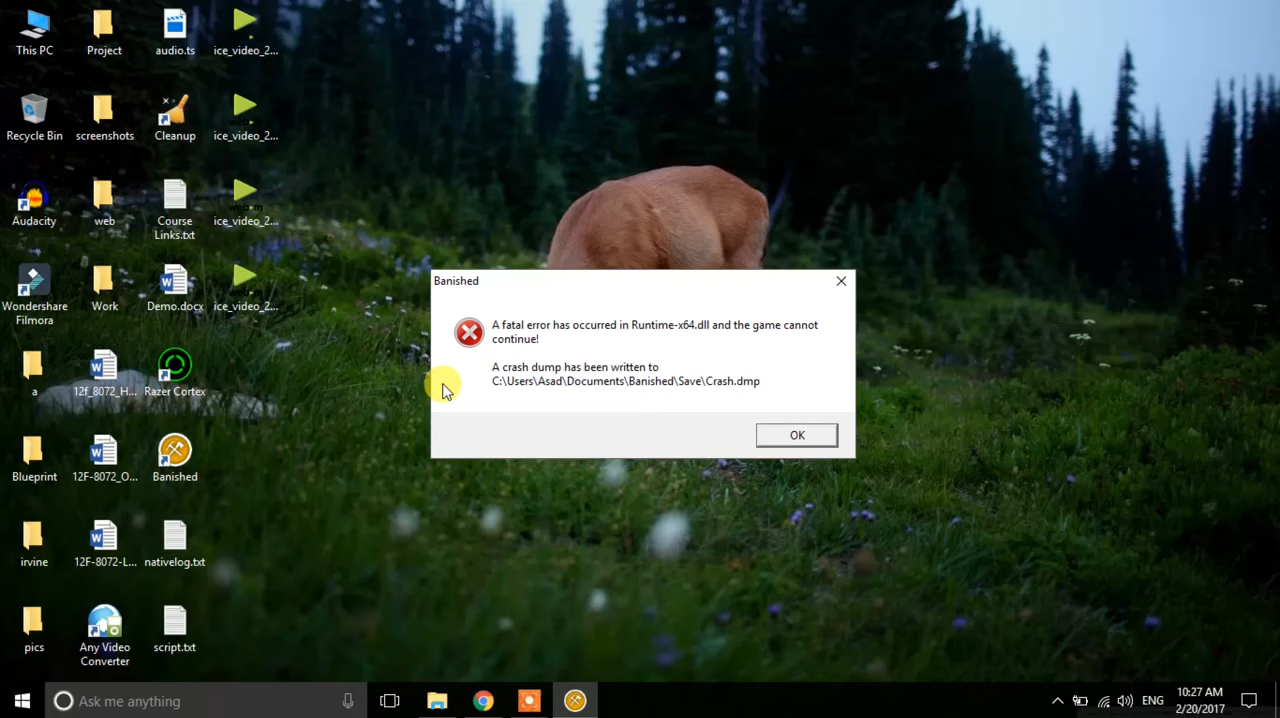 This PC
Project
audio.ts
ice_video_2...
Recycle Bin
screenshots
Cleanup
ice_video_2...
Audacity
web
Course
Links.txt
ice_video_2...
Wondershare
Filmora
Work
Demo.docx
ice_video_2...
a
12f_8072_H...
Razer Cortex
Blueprint
12F-8072_O...
Banished
irvine
12F-8072-L...
nativelog.txt
pics
Any Video
Converter
script.txt
Banished
A fatal error has occurred in Runtime-x64.dll and the game cannot
continue!
A crash dump has been written to
C:\Users\Asad\Documents\Banished\Save\Crash.dmp
OK
Ask me anything
ENG
10:27 AM
2/20/2017